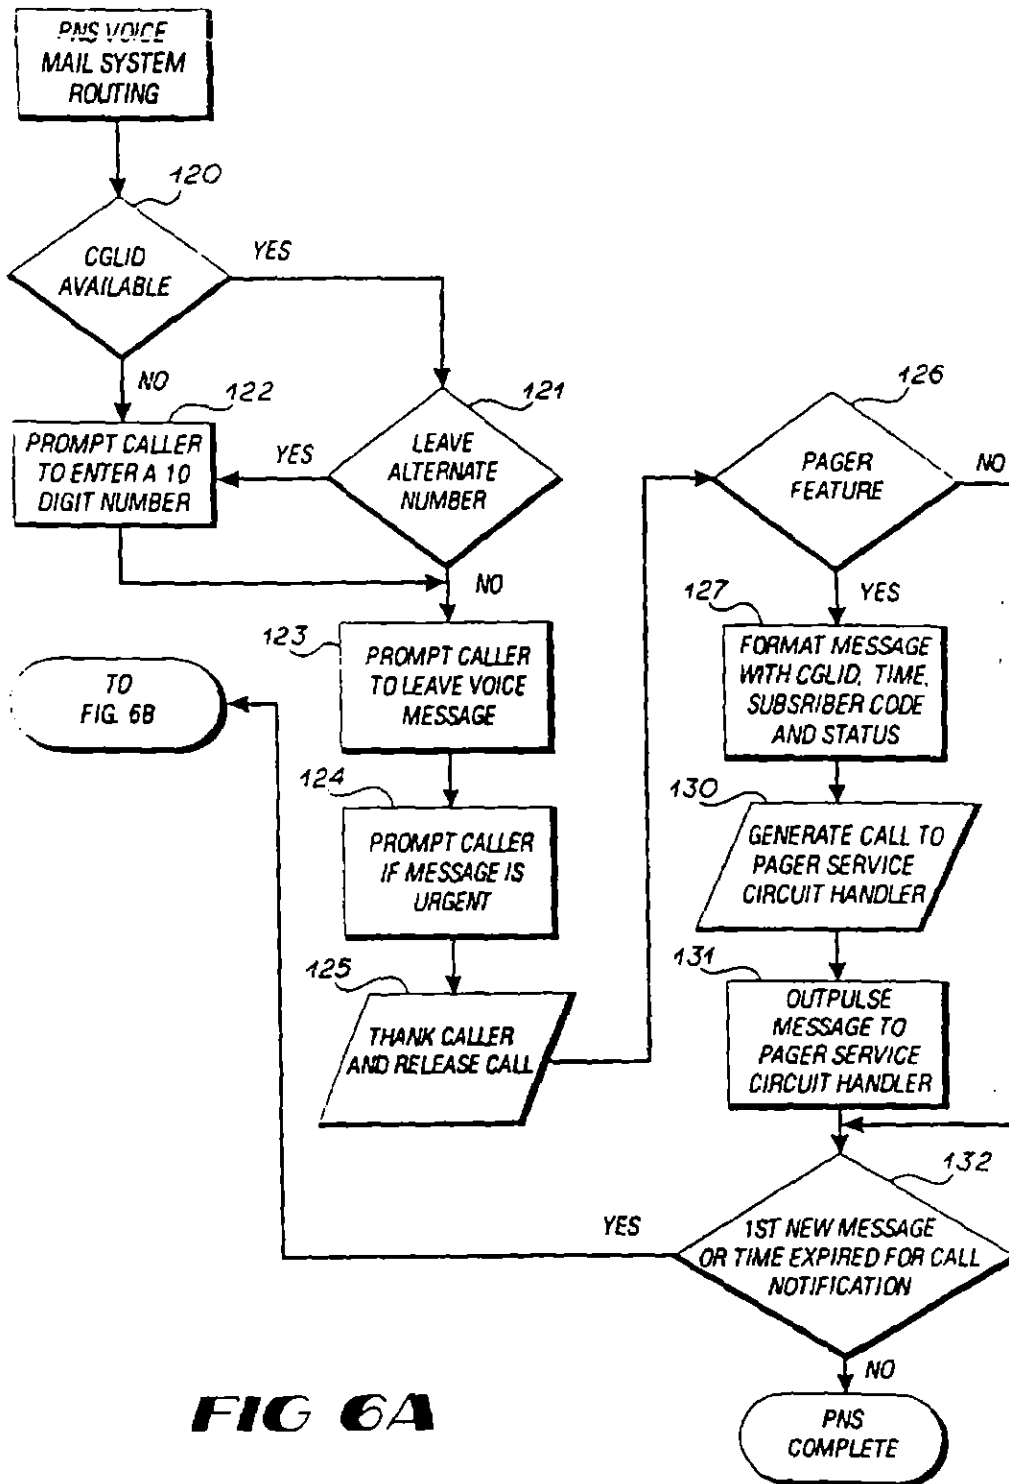 PNS VOICE
MAIL SYSTEM
ROUTING
120
CGLID
AVAILABLE
YES
NO
122
PROMPT CALLER
TO ENTER A 10
DIGIT NUMBER
YES
121
LEAVE
ALTERNATE
NUMBER
NO
123
PROMPT CALLER
TO LEAVE VOICE
MESSAGE
TO
FIG. 6B
124
PROMPT CALLER
IF MESSAGE IS
URGENT
125
THANK CALLER
AND RELEASE CALL
126
PAGER
FEATURE
NO
YES
127
FORMAT MESSAGE
WITH CGLID, TIME,
SUBSRIBER CODE
AND STATUS
130
GENERATE CALL TO
PAGER SERVICE
CIRCUIT HANDLER
131
OUTPULSE
MESSAGE TO
PAGER SERVICE
CIRCUIT HANDLER
132
YES
1ST NEW MESSAGE
OR TIME EXPIRED FOR CALL
NOTIFICATION
NO
PNS
COMPLETE
FIG 6A